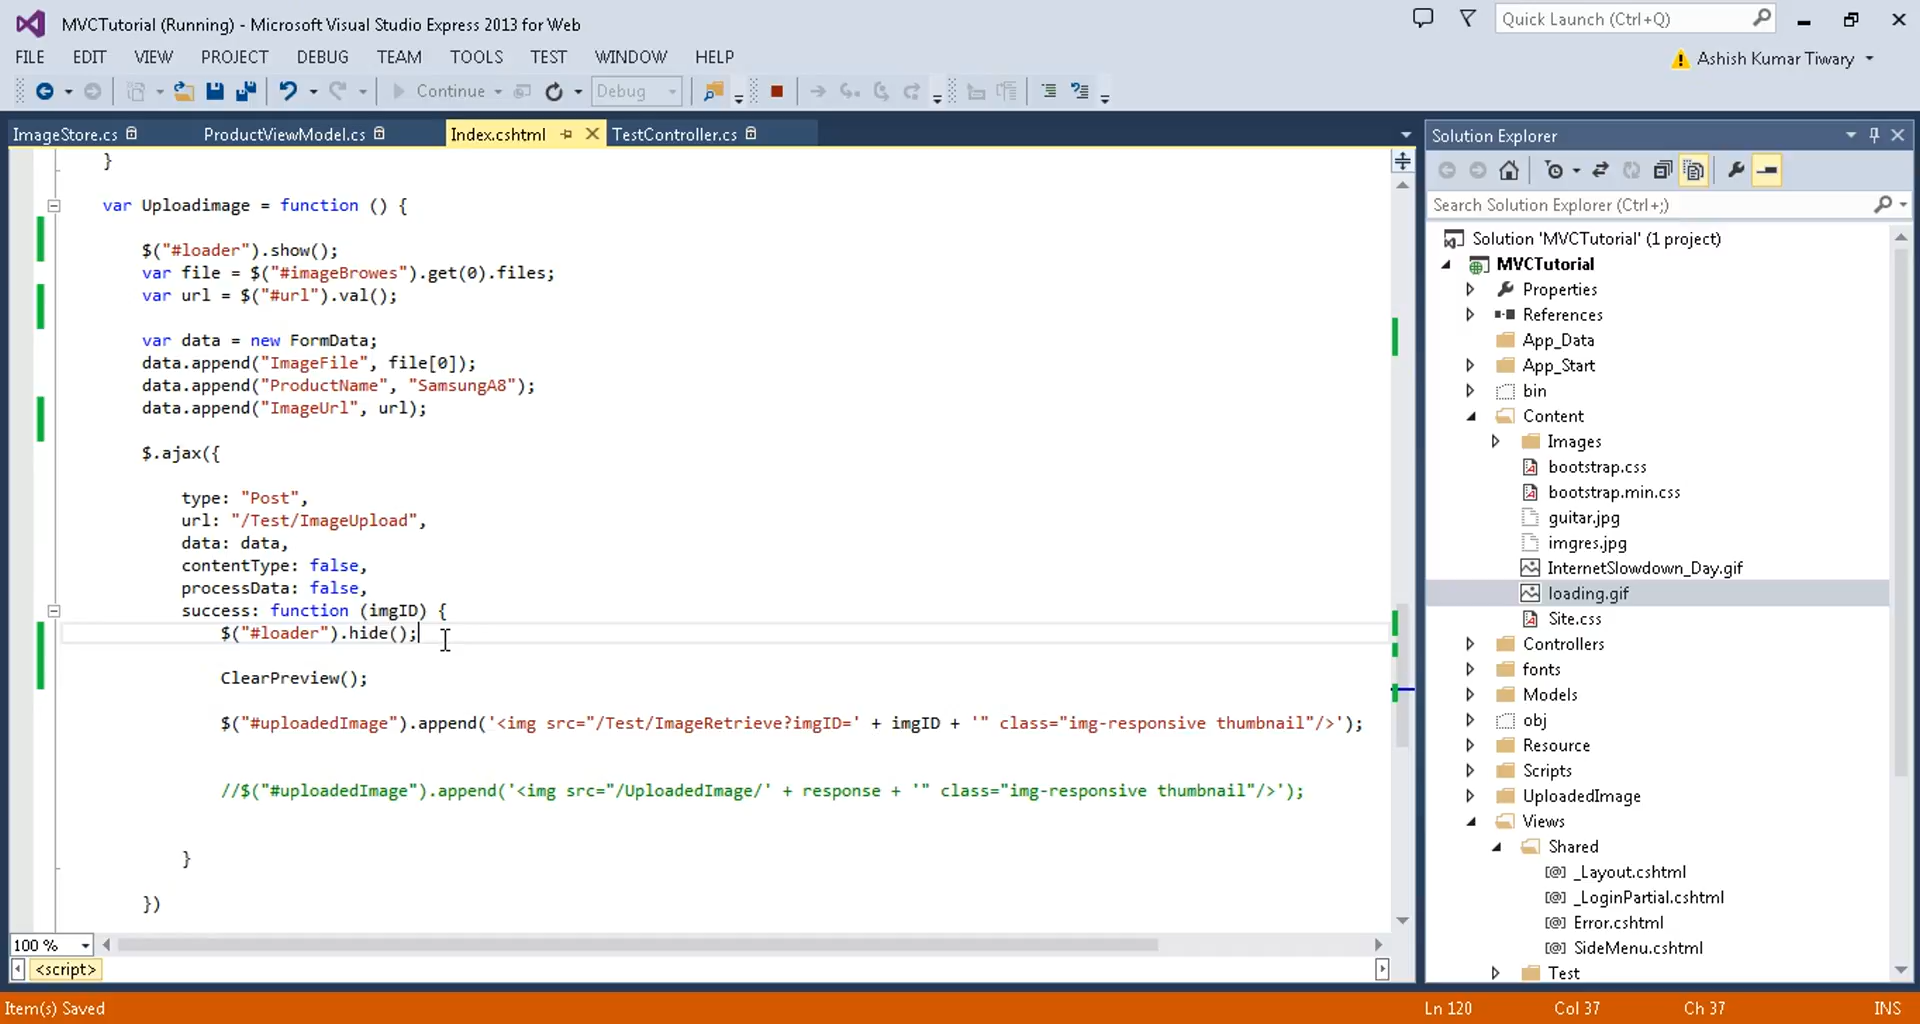 MVCTutorial (Running) - Microsoft Visual Studio Express 2013 for Web
Quick Launch (Ctrl+Q)
FILE EDIT VIEW PROJECT DEBUG TEAM TOOLS TEST WINDOW HELP
Ashish Kumar Tiwary
Continue
Debug
ImageStore.cs
ProductViewModel.cs
Index.cshtml
TestController.cs
}
var Uploadimage = function () {
$("#loader").show();
var file = $("#imageBrowes").get(0).files;
var url = $("#url").val();
var data = new FormData;
data.append("ImageFile", file[0]);
data.append("ProductName", "SamsungA8");
data.append("ImageUrl", url);
$.ajax({
type: "Post",
url: "/Test/ImageUpload",
data: data,
contentType: false,
processData: false,
success: function (imgID) {
$("#loader").hide();
ClearPreview();
$("#uploadedImage").append('<img src="/Test/ImageRetrieve?imgID=' + imgID + '" class="img-responsive thumbnail"/>');
//$("#uploadedImage").append('<img src="/UploadedImage/' + response + '" class="img-responsive thumbnail"/>');
}
})
100 %
<script>
Solution Explorer
Search Solution Explorer (Ctrl+;)
Solution 'MVCTutorial' (1 project)
MVCTutorial
Properties
References
App_Data
App_Start
bin
Content
Images
bootstrap.css
bootstrap.min.css
guitar.jpg
imgres.jpg
InternetSlowdown_Day.gif
loading.gif
Site.css
Controllers
fonts
Models
obj
Resource
Scripts
UploadedImage
Views
Shared
_Layout.cshtml
_LoginPartial.cshtml
Error.cshtml
SideMenu.cshtml
Test
Item(s) Saved
Ln 120 Col 37 Ch 37 INS